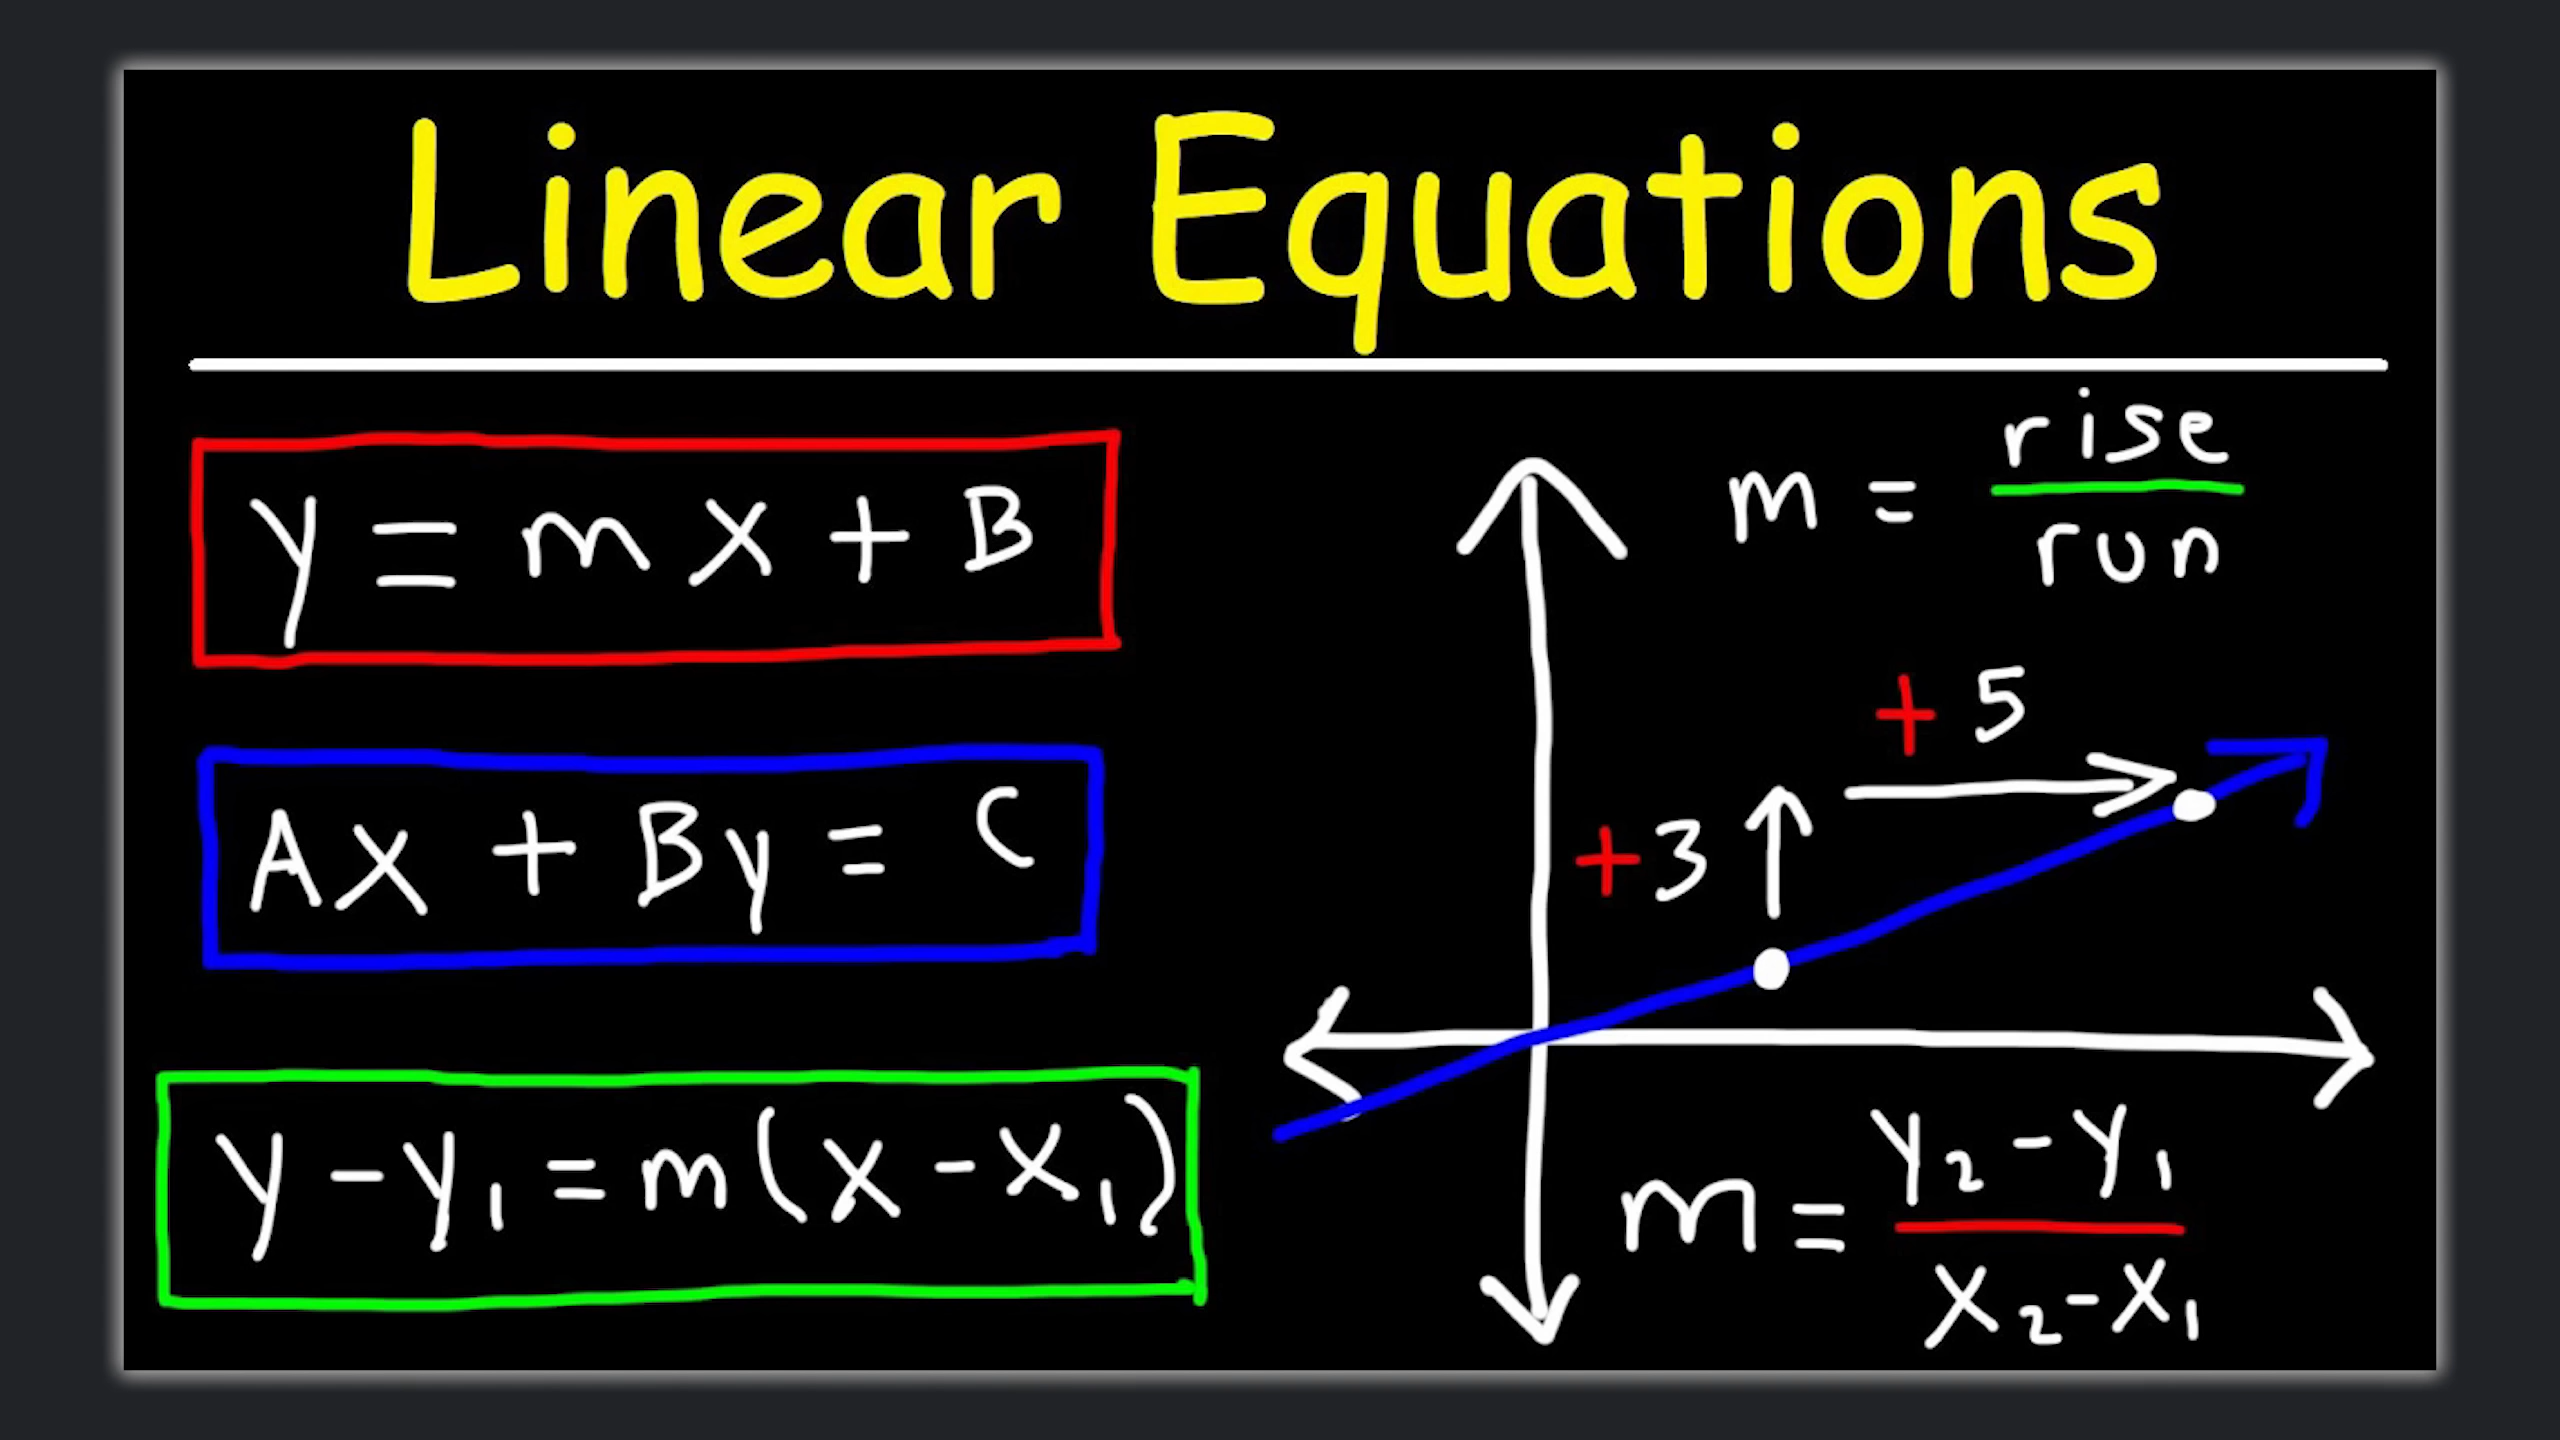 Linear Equations
y = mx + B
Ax + By = C
y - y₁ = m(x - x₁)
m = rise/run
+5
+3
m = y₂ - y₁/x₂ - x₁